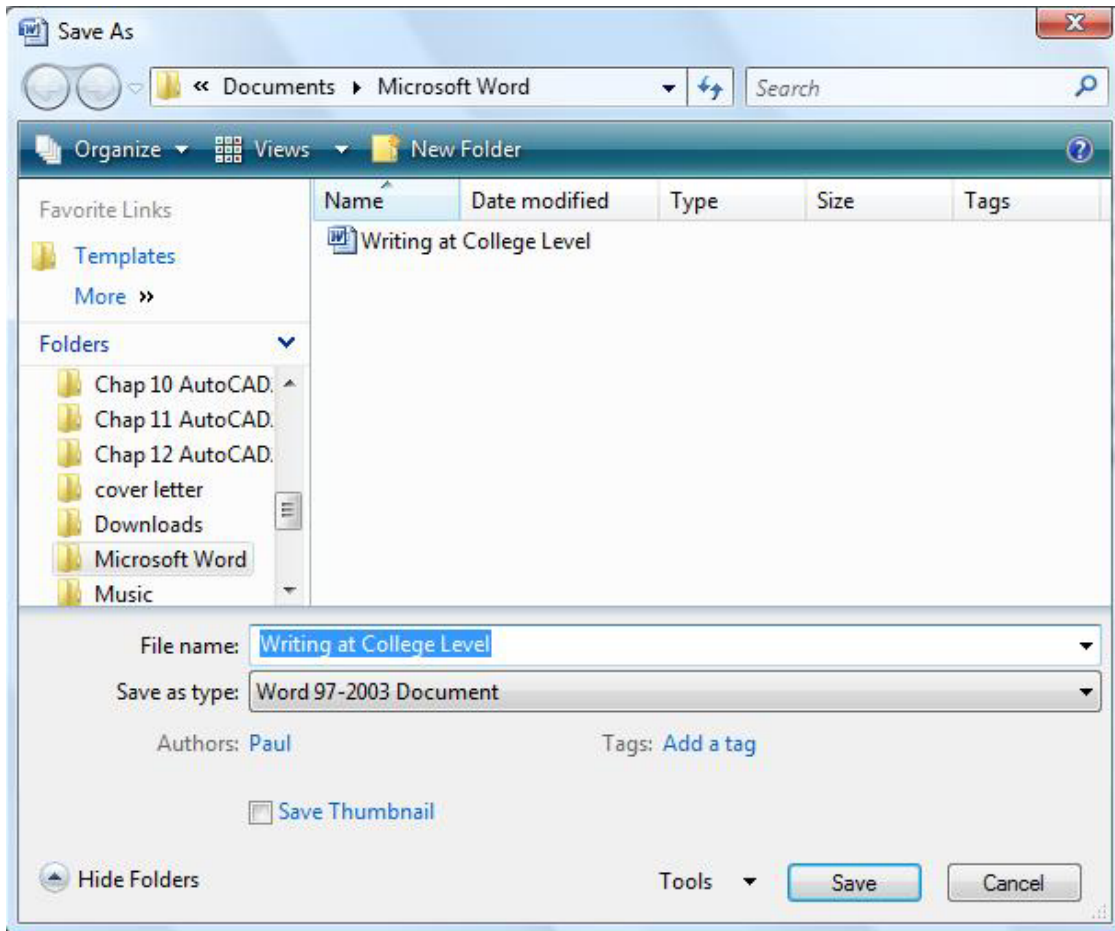 Save As
« Documents Microsoft Word Search
Organize Views New Folder
Favorite Links
Templates
More »
Folders
Chap 10 AutoCAD.
Chap 11 AutoCAD.
Chap 12 AutoCAD.
cover letter
Downloads
Microsoft Word
Music
Name Date modified Type Size Tags
Writing at College Level
File name: Writing at College Level
Save as type: Word 97-2003 Document
Authors: Paul Tags: Add a tag
Save Thumbnail
Hide Folders Tools Save Cancel